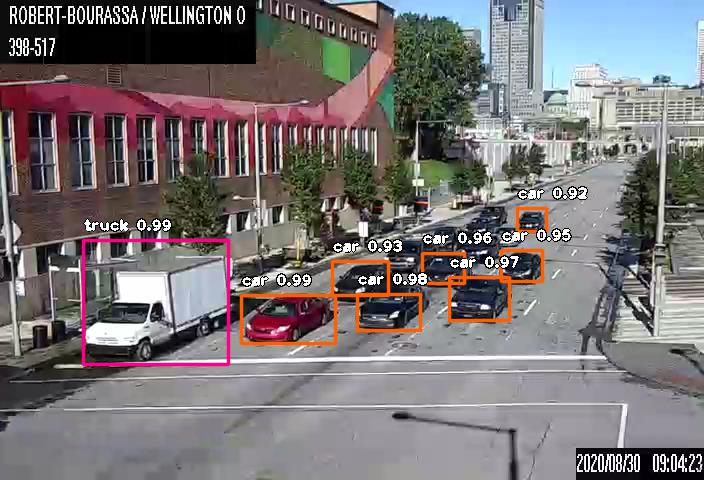 ROBERT-BOURASSA / WELLINGTON O
398-517
car 0.92
truck 0.99
car 0.96
car 0.95
car 0.93
car 0.97
car 0.99
car 0.98
2020/08/30 09:04:23